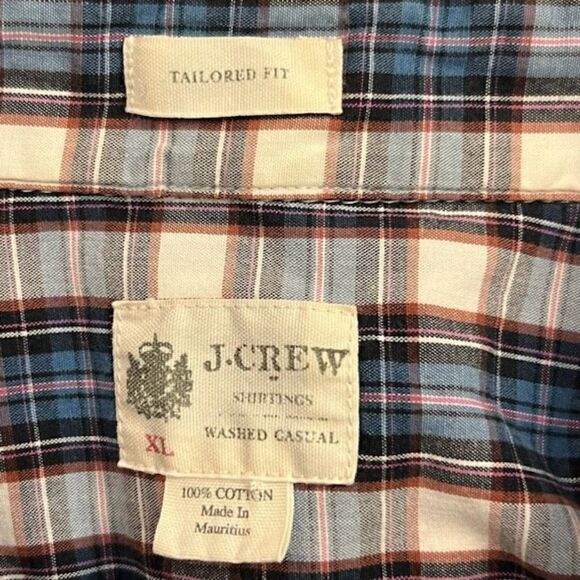 TAILORED FIT
J.CREW
SHIRTINGS
WASHED CASUAL
XL
100% COTTON
Made In
Mauritius